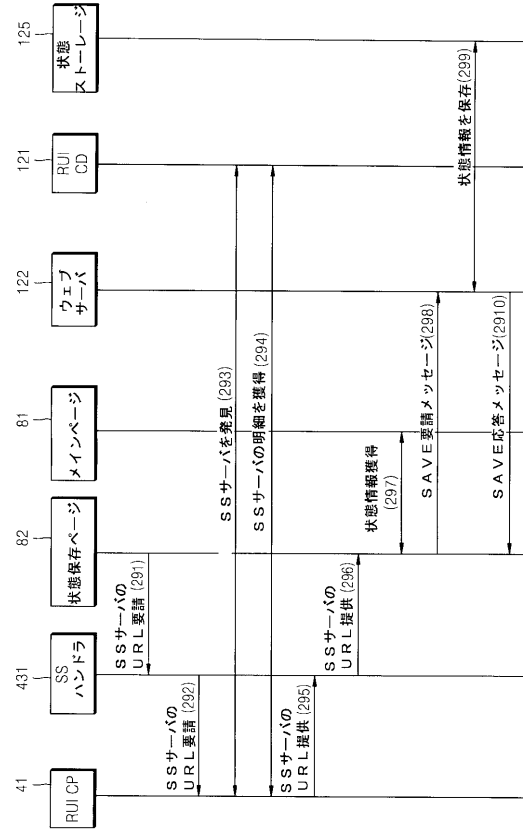 41
RUI CP
431
SS
ハンドラ
82
状態保存ページ
81
メインページ
122
ウェブ
サーバ
121
RUI
CD
125
状態
ストーレージ
SSサーバの
URL要請(291)
SSサーバの
URL要請(292)
SSサーバを発見(293)
SSサーバの明細を獲得(294)
SSサーバの
URL提供(295)
SSサーバの
URL提供(296)
状態情報獲得
(297)
SAVE要請メッセージ(298)
状態情報を保存(299)
SAVE応答メッセージ(2910)